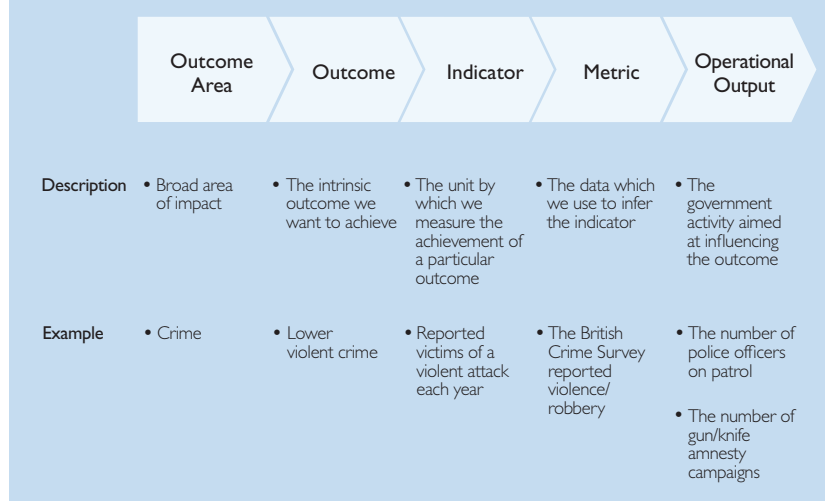 Outcome
Area
Outcome
Indicator
Metric
Operational
Output
Description
• Broad area
of impact
• The intrinsic
outcome we
want to achieve
• The unit by
which we
measure the
achievement of
a particular
outcome
• The data which
we use to infer
the indicator
• The
government
activity aimed
at influencing
the outcome
Example
• Crime
• Lower
violent crime
• Reported
victims of a
violent attack
each year
• The British
Crime Survey
reported
violence/
robbery
• The number of
police officers
on patrol
• The number of
gun/knife
amnesty
campaigns